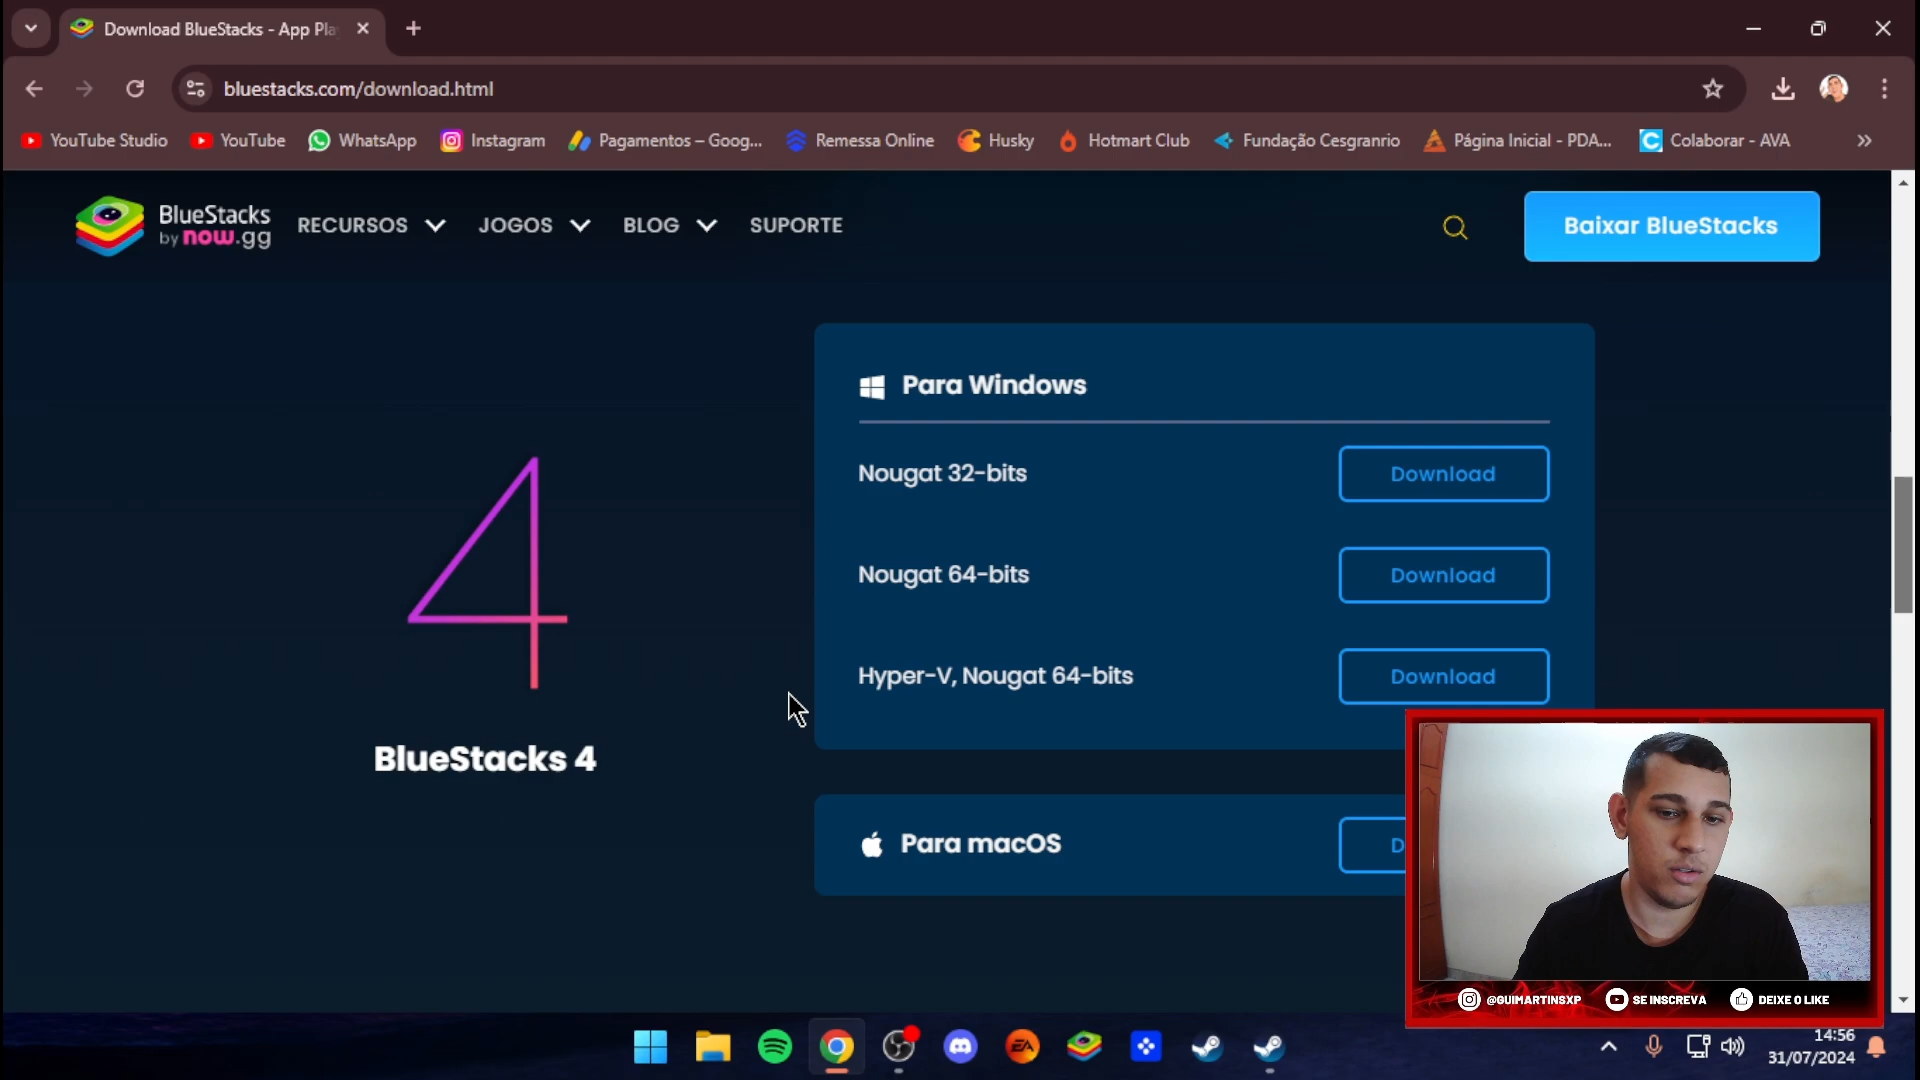 Download BlueStacks - App Pla
bluestacks.com/download.html
YouTube Studio
YouTube
WhatsApp
Instagram
Pagamentos – Goog...
Remessa Online
Husky
Hotmart Club
Fundação Cesgranrio
Página Inicial - PDA...
C
Colaborar - AVA
BlueStacks
by now.gg
RECURSOS
JOGOS
BLOG
SUPORTE
Baixar BlueStacks
Para Windows
Nougat 32-bits
Download
Nougat 64-bits
Download
Hyper-V, Nougat 64-bits
Download
4
BlueStacks 4
Para macOS
D
@GUIMARTINSXP
SE INSCREVA
DEIXE O LIKE
EA
14:56
31/07/2024